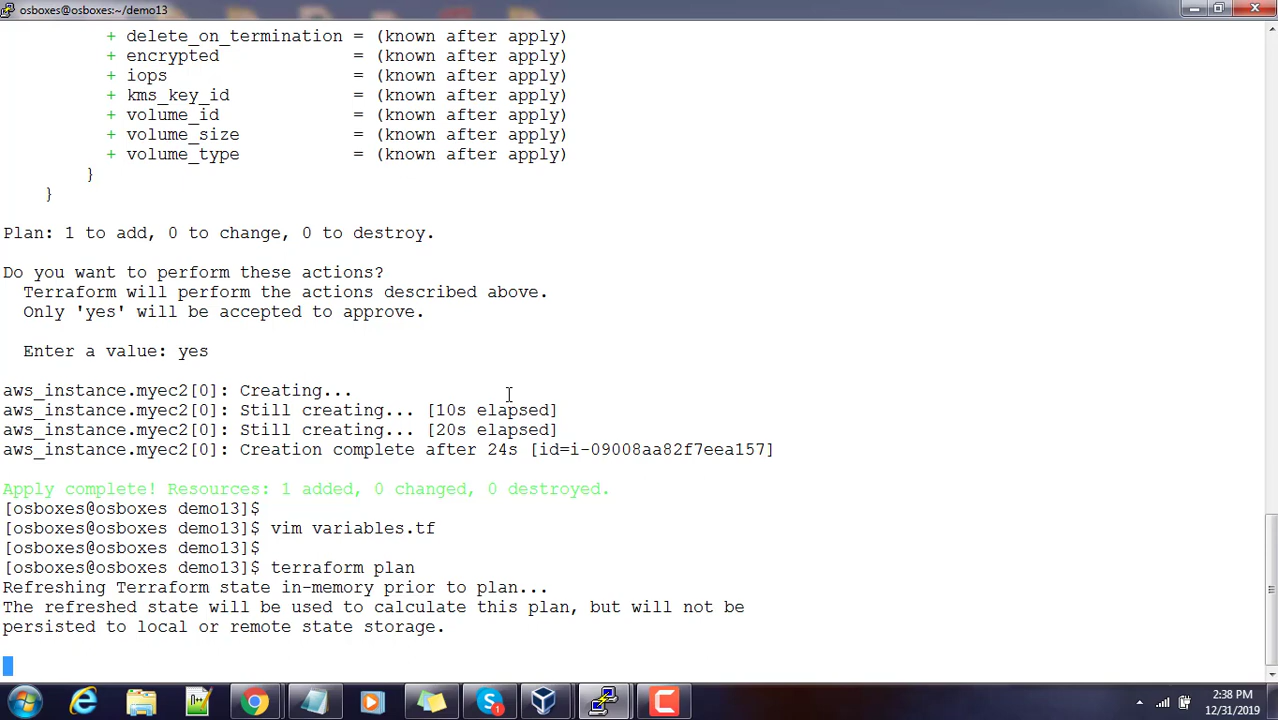 osboxes@osboxes:~/demo13
+ delete_on_termination = (known after apply)
+ encrypted = (known after apply)
+ iops = (known after apply)
+ kms_key_id = (known after apply)
+ volume_id = (known after apply)
+ volume_size = (known after apply)
+ volume_type = (known after apply)
}
}
Plan: 1 to add, 0 to change, 0 to destroy.
Do you want to perform these actions?
Terraform will perform the actions described above.
Only 'yes' will be accepted to approve.
Enter a value: yes
aws_instance.myec2[0]: Creating...
aws_instance.myec2[0]: Still creating... [10s elapsed]
aws_instance.myec2[0]: Still creating... [20s elapsed]
aws_instance.myec2[0]: Creation complete after 24s [id=i-09008aa82f7eea157]
Apply complete! Resources: 1 added, 0 changed, 0 destroyed.
[osboxes@osboxes demo13]$
[osboxes@osboxes demo13]$ vim variables.tf
[osboxes@osboxes demo13]$
[osboxes@osboxes demo13]$ terraform plan
Refreshing Terraform state in-memory prior to plan...
The refreshed state will be used to calculate this plan, but will not be
persisted to local or remote state storage.
2:38 PM
12/31/2019